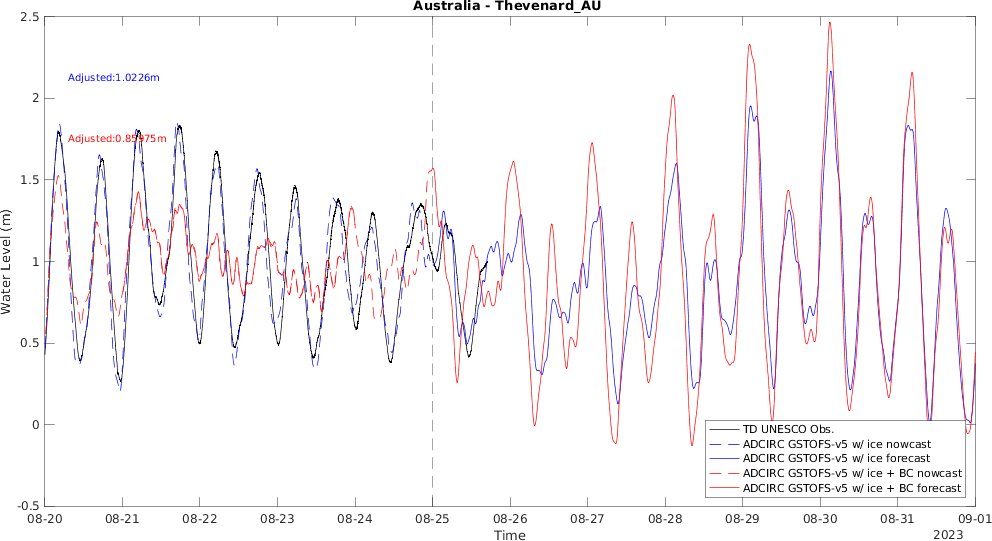 Australia - Thevenard_AU
2.5
2
1.5
1
0.5
0
-0.5
Water Level (m)
Adjusted:1.0226m
Adjusted:0.85975m
TD UNESCO Obs.
ADCIRC GSTOFS-v5 w/ ice nowcast
ADCIRC GSTOFS-v5 w/ ice forecast
ADCIRC GSTOFS-v5 w/ ice + BC nowcast
ADCIRC GSTOFS-v5 w/ ice + BC forecast
08-20 08-21 08-22 08-23 08-24 08-25 08-26 08-27 08-28 08-29 08-30 08-31 09-01
Time
2023